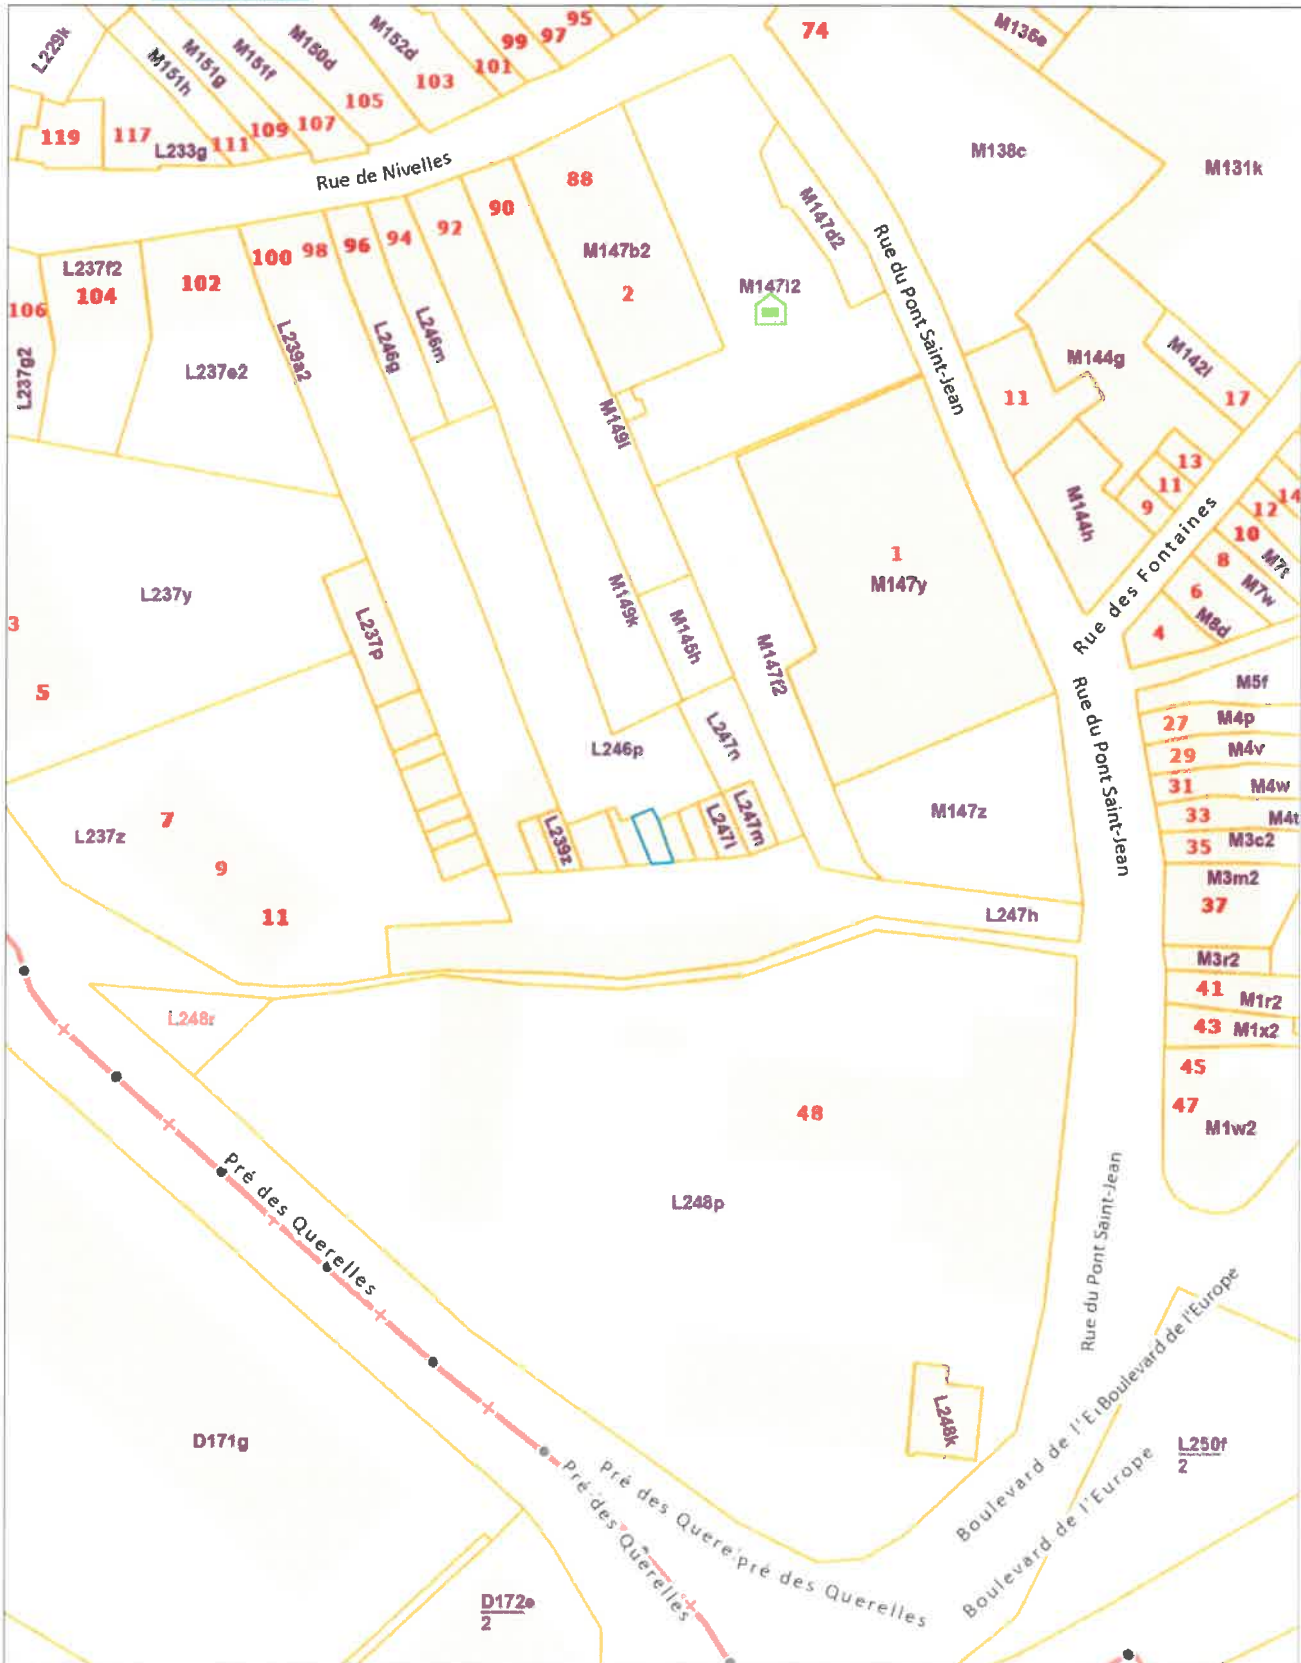 95
97
99
101
103
74
M136e
L229k
M151h
M151g
M151f
M150d
M152d
105
107
109
111
117
119
L233g
Rue de Nivelles
88
90
92
94
96
98
100
102
L237f2
104
106
L237g2
L237e2
L239a2
L246g
L246m
M147b2
2
M147l2
M147d2
M138c
M131k
Rue du Pont Saint-Jean
M144g
M142l
17
11
13
11
9
M144h
14
12
10
8
6
4
M7t
M7w
M8d
Rue des Fontaines
M149l
1
M147y
M149k
M145h
M147f2
L237y
L237p
3
5
L246p
L247n
Rue du Pont Saint-Jean
M5f
27
M4p
29
M4v
31
M4w
33
M4t
35
M3c2
M3m2
37
M3r2
41
M1r2
43
M1x2
45
47
M1w2
M147z
L247m
L247l
L239z
7
L237z
9
11
L247h
L248r
48
L248p
Pré des Querelles
Rue du Pont Saint-Jean
L248k
Boulevard de l'E
Boulevard de l'Europe
Boulevard de l'Europe
L250f
2
D171g
Pré des Querelles
Pré des Quere
Pré des Querelles
D172e
2